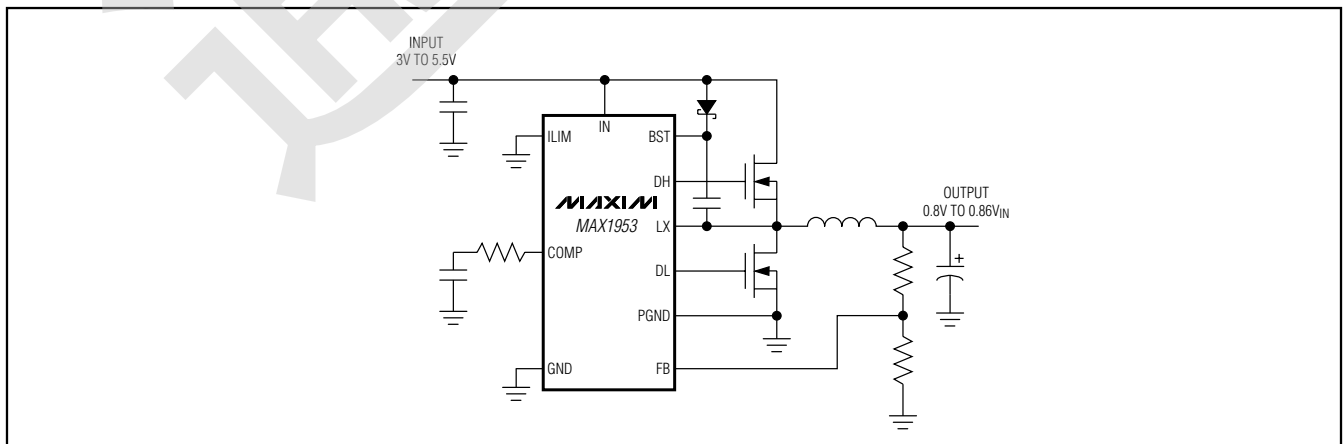 INPUT
3V TO 5.5V
IN
ILIM
BST
DH
MAXIM
MAX1953
LX
COMP
DL
PGND
GND
FB
OUTPUT
0.8V TO 0.86VIN
+